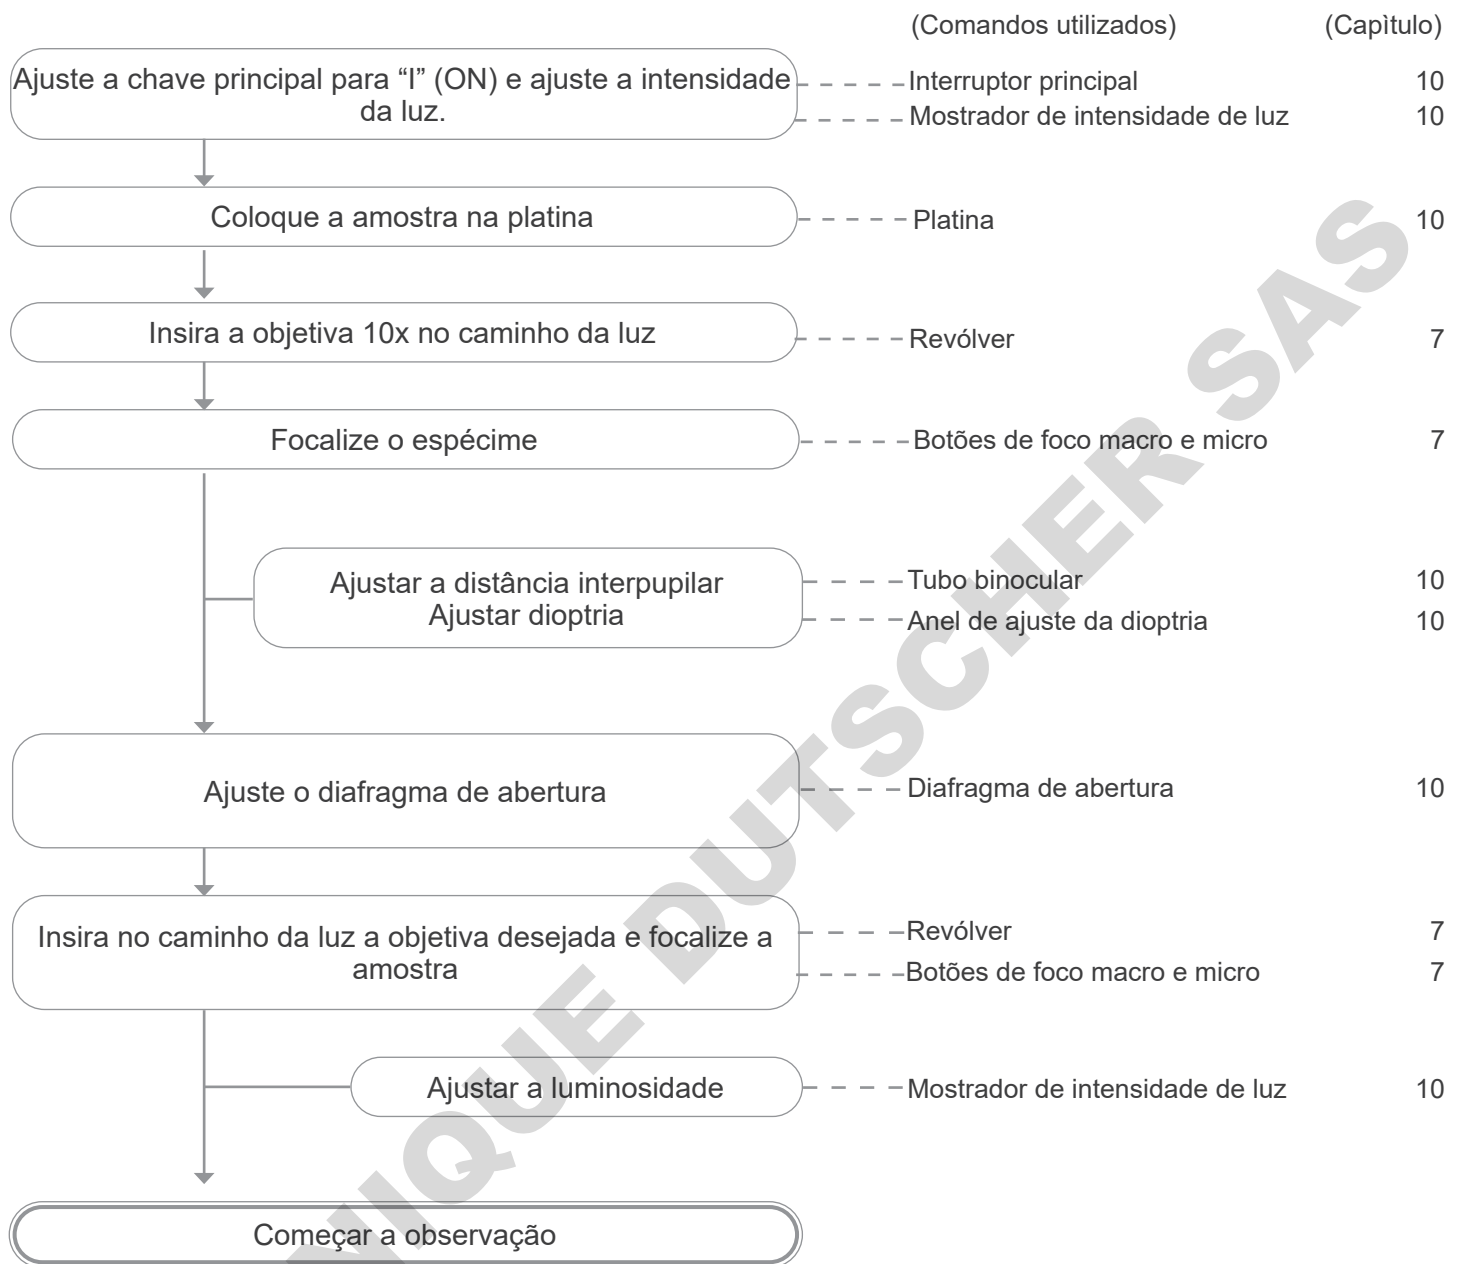 (Comandos utilizados) (Capìtulo)
Ajuste a chave principal para “I” (ON) e ajuste a intensidade
da luz.
Interruptor principal 10
Mostrador de intensidade de luz 10
Coloque a amostra na platina
Platina 10
Insira a objetiva 10x no caminho da luz
Revólver 7
Focalize o espécime
Botões de foco macro e micro 7
Ajustar a distância interpupilar
Ajustar dioptria
Tubo binocular 10
Anel de ajuste da dioptria 10
Ajuste o diafragma de abertura
Diafragma de abertura 10
Insira no caminho da luz a objetiva desejada e focalize a
amostra
Revólver 7
Botões de foco macro e micro 7
Ajustar a luminosidade
Mostrador de intensidade de luz 10
Começar a observação
NIQUE DUTSCHER SAS